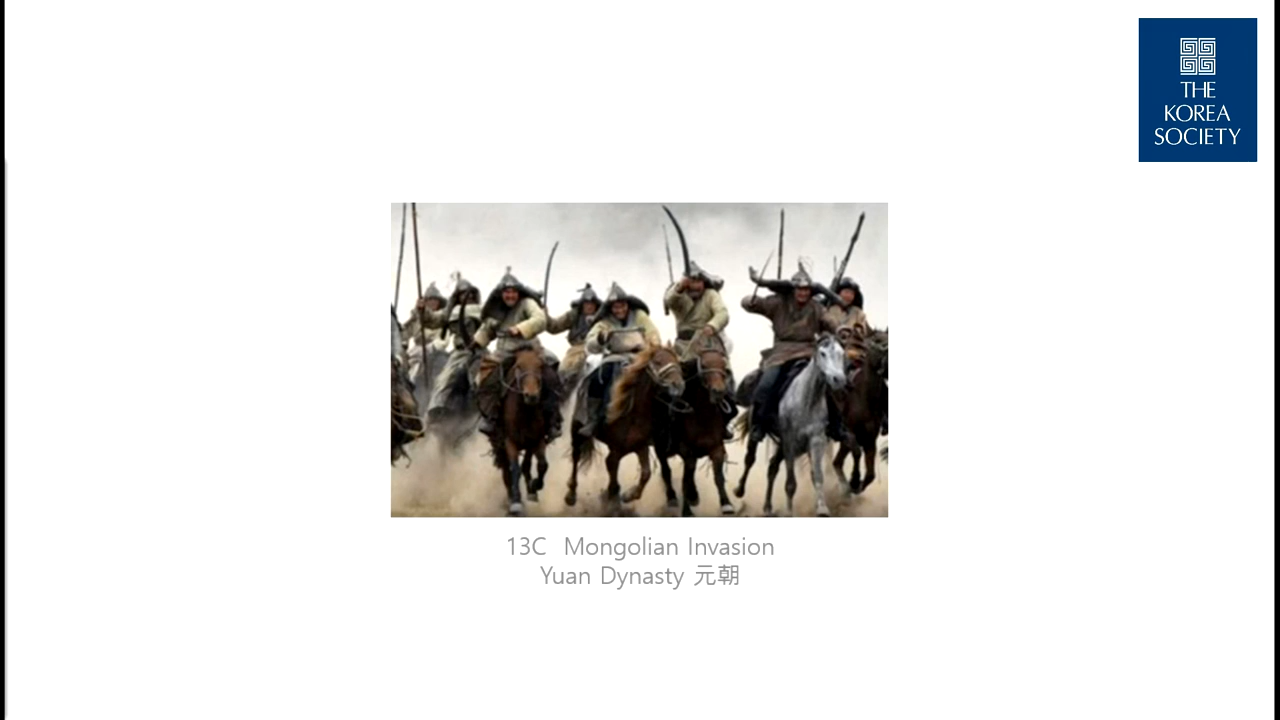 THE
KOREA
SOCIETY
13C Mongolian Invasion
Yuan Dynasty 元朝